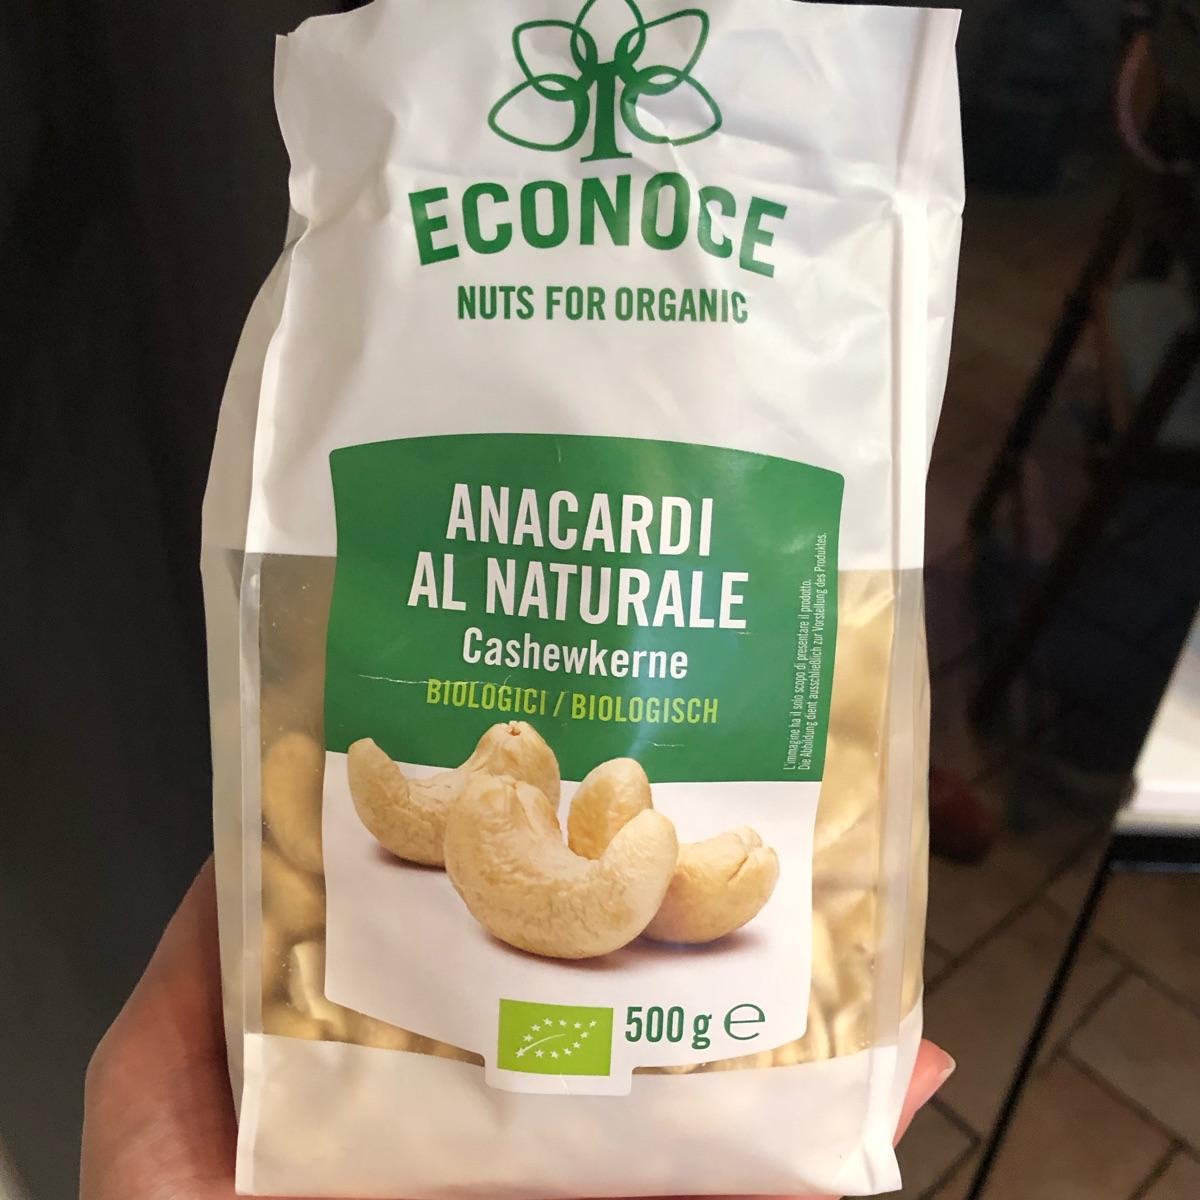 ECONOCE
NUTS FOR ORGANIC
ANACARDI
AL NATURALE
Cashewkerne
BIOLOGICI / BIOLOGISCH
L'immagine ha il solo scopo di presentare il prodotto.
Die Abbildung dient ausschließlich zur Vorstellung des Produktes.
500 g ℮